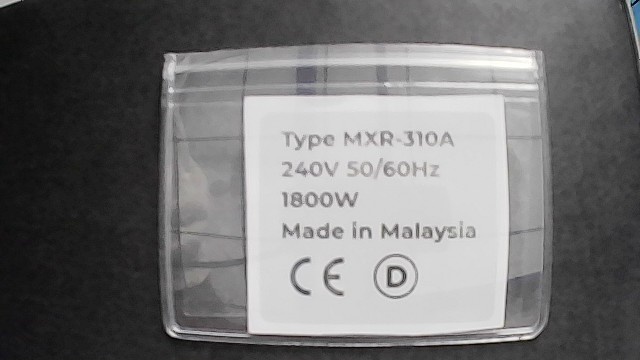 Type MXR-310A
240V 50/60Hz
1800W
Made in Malaysia
CE D